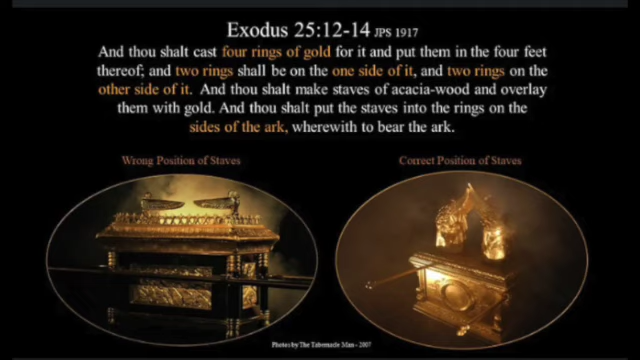 Exodus 25:12-14 JPS 1917
And thou shalt cast four rings of gold for it and put them in the four feet
thereof; and two rings shall be on the one side of it, and two rings on the
other side of it. And thou shalt make staves of acacia-wood and overlay
them with gold. And thou shalt put the staves into the rings on the
sides of the ark, wherewith to bear the ark.
Wrong Position of Staves
Correct Position of Staves
Photos by The Tabernacle Man - 2007